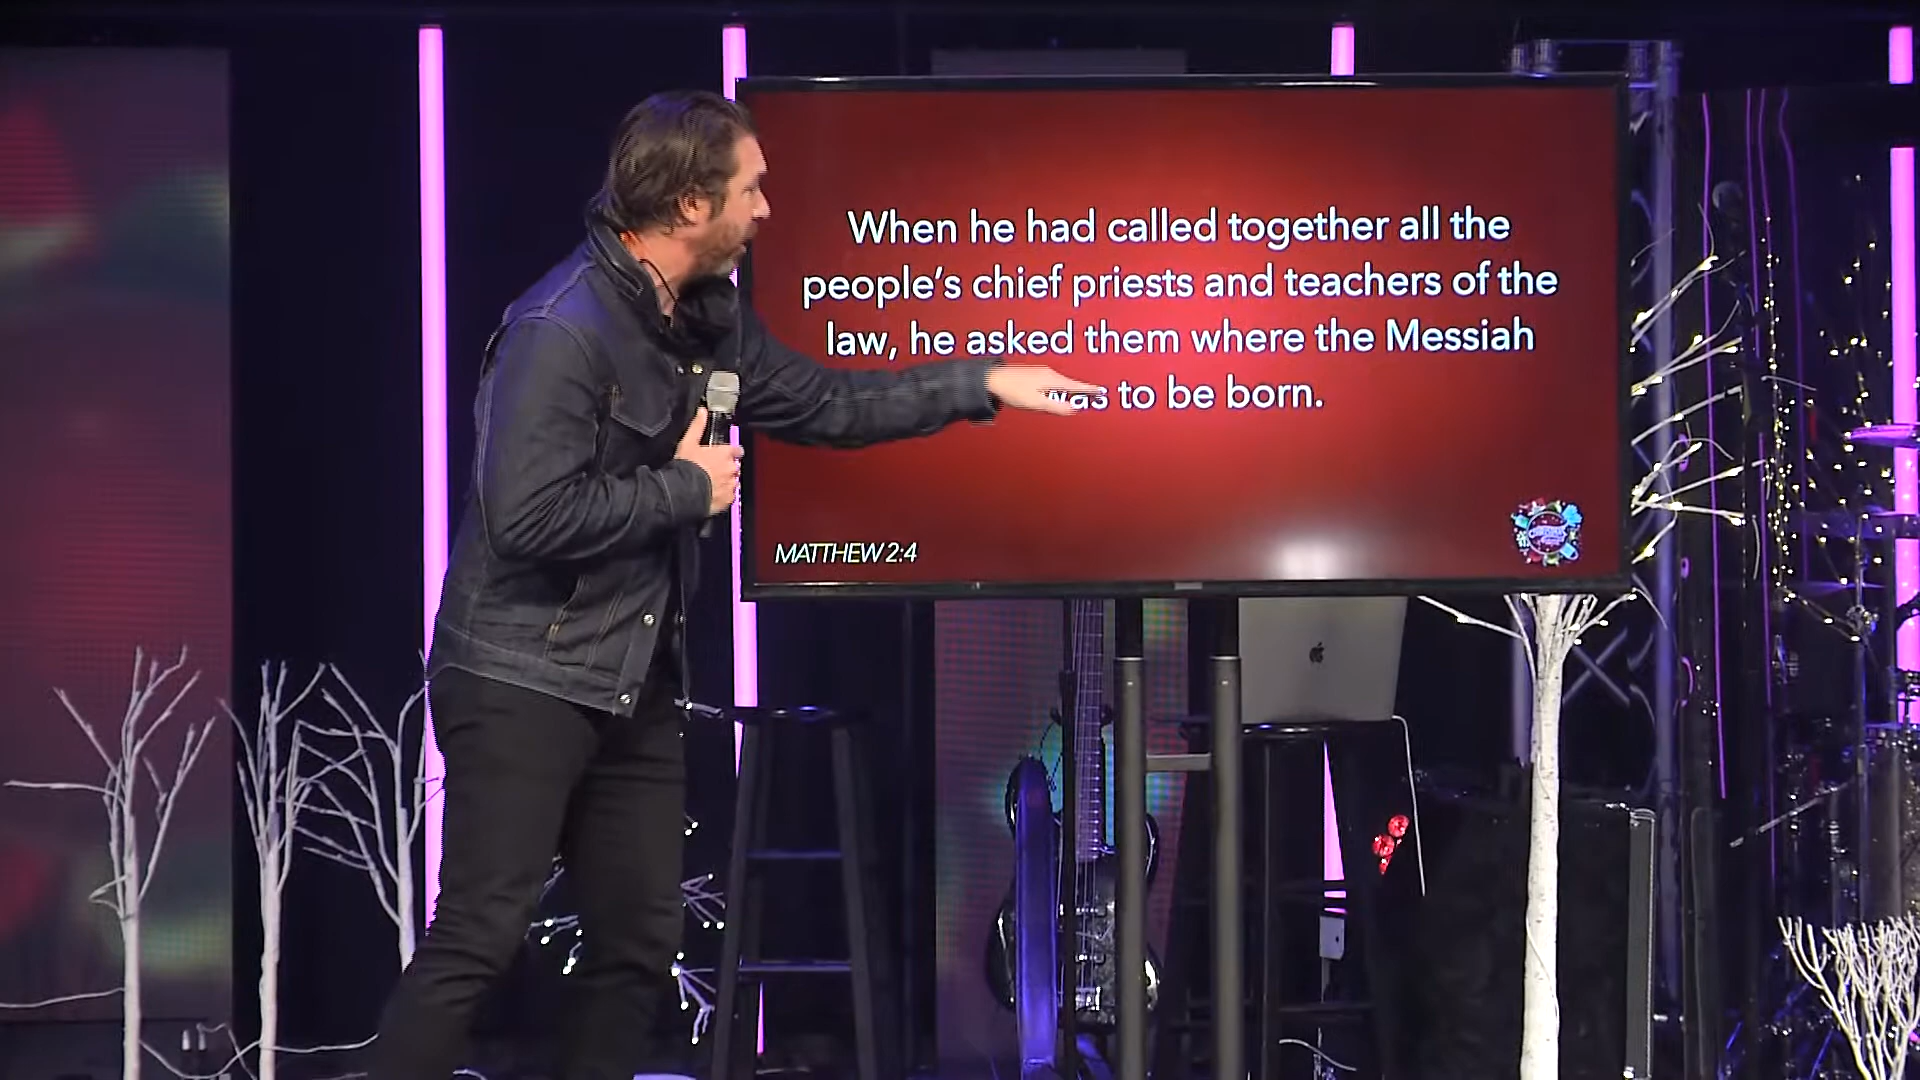 When he had called together all the
people's chief priests and teachers of the
law, he asked them where the Messiah
was to be born.
MATTHEW 2:4